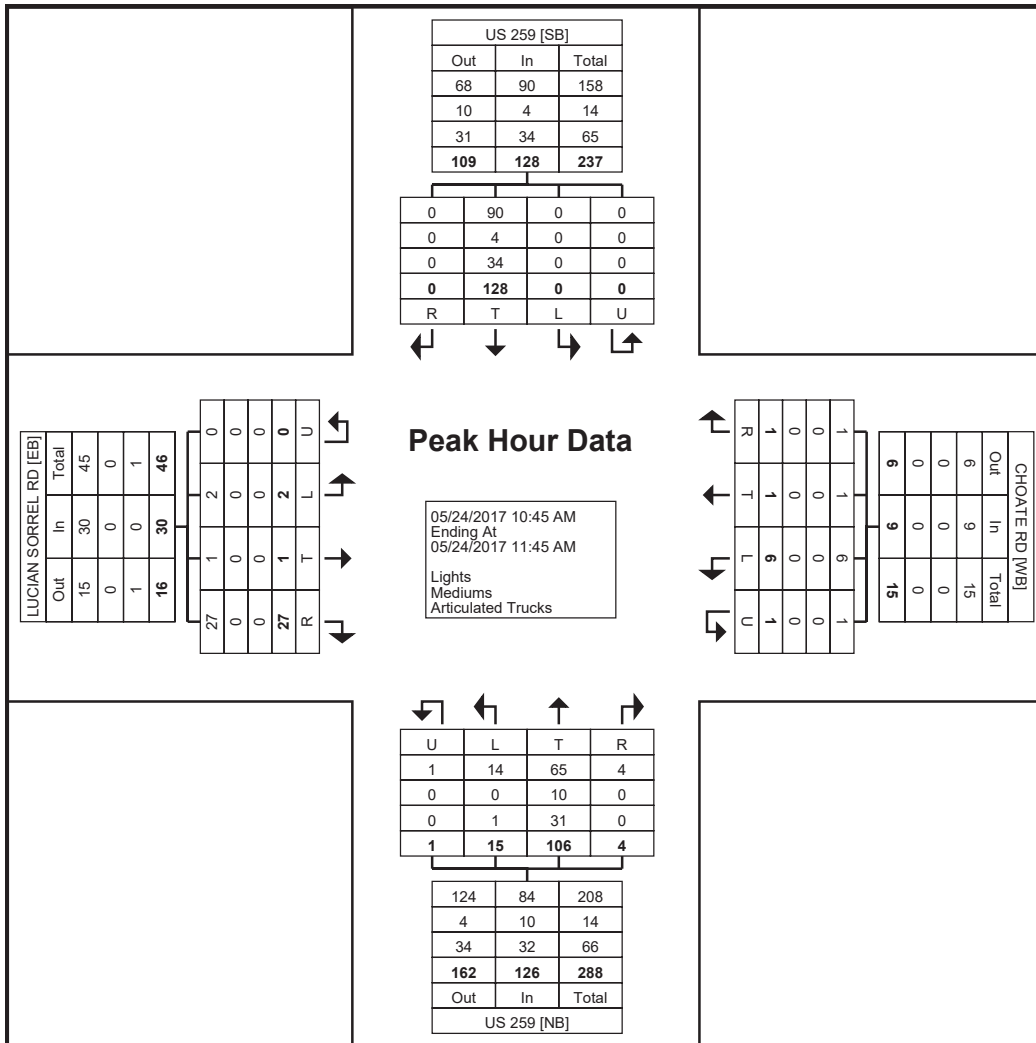 US 259 [SB]
Out In Total
68 90 158
10 4 14
31 34 65
109 128 237
0 90 0 0
0 4 0 0
0 34 0 0
0 128 0 0
R T L U
LUCIAN SORREL RD [EB]
Total 45 0 1 46
In 30 0 0 30
Out 15 0 1 16
0 0 0 0 U
2 0 0 2 L
1 0 0 1 T
27 0 0 27 R
Peak Hour Data
05/24/2017 10:45 AM
Ending At
05/24/2017 11:45 AM
Lights
Mediums
Articulated Trucks
R 1 0 0 1
T 1 0 0 1
L 6 0 0 6
U 1 0 0 1
CHOATE RD [WB]
Out In Total
6 9 15
0 0 0
0 0 0
6 9 15
U L T R
1 14 65 4
0 0 10 0
0 1 31 0
1 15 106 4
124 84 208
4 10 14
34 32 66
162 126 288
Out In Total
US 259 [NB]